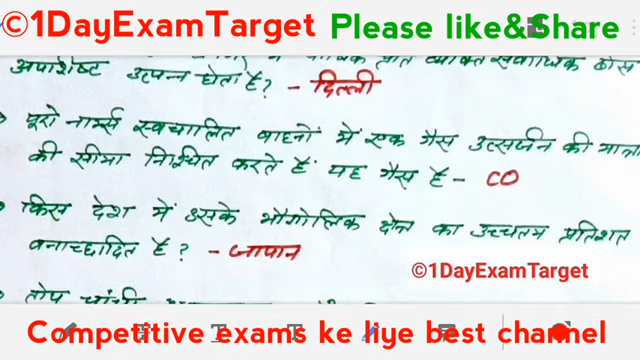 ©1DayExamTarget Please like&Share
अपशिष्ट उत्पन्न होता है? - दिल्ली
यूरो नार्म्स स्वचालित वाहनों में एक गैस उत्सर्जन की मात्रा
की सीमा निश्चित करते हैं यह गैस है - CO
किस देश में उसके भौगोलिक क्षेत्र का उच्चतम प्रतिशत
वनाच्छादित है? - जापान
©1DayExamTarget
Competitive exams ke liye best channel